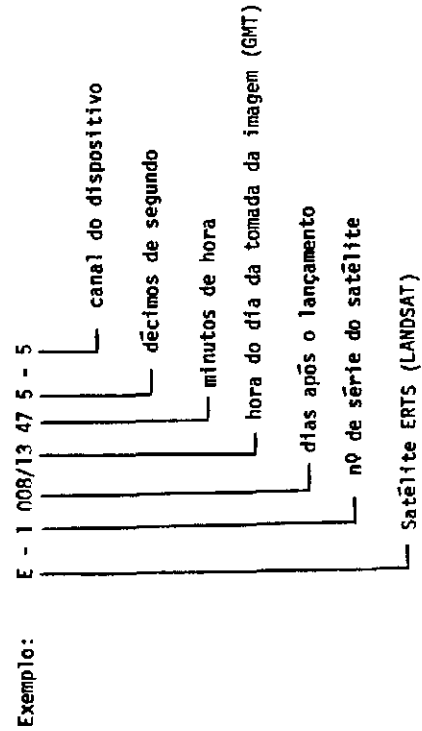 Exemplo:
E - 1 008/13 47 5 - 5
canal do dispositivo
décimos de segundo
minutos de hora
hora do dia da tomada da imagem (GMT)
dias após o lançamento
nº de série do satélite
Satélite ERTS (LANDSAT)